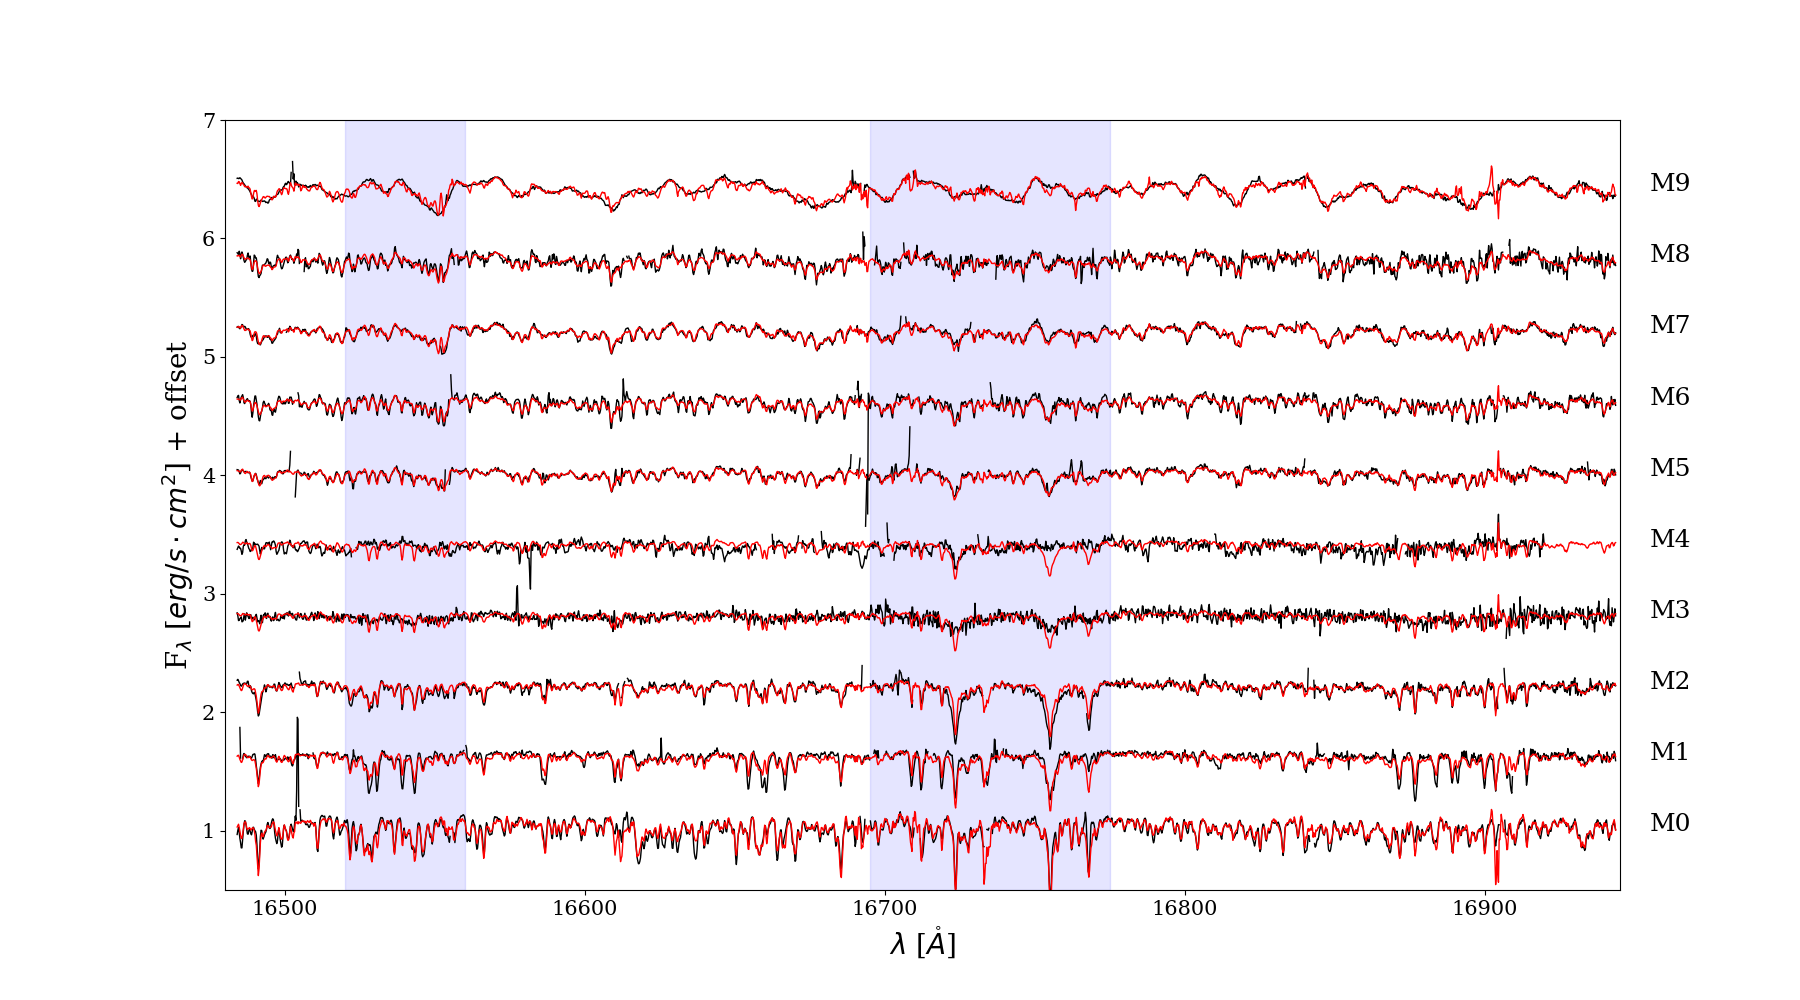 7
M9
6
M8
M7
5
M6
4
M5
M4
3
M3
M2
2
M1
1
M0
F_λ [erg/s · cm²] + offset
16500 16600 16700 16800 16900
λ [Å]